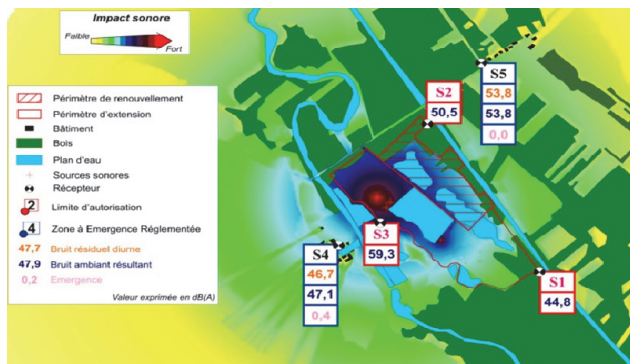 Impact sonore
Faible
Fort
Périmètre de renouvellement
Périmètre d'extension
Bâtiment
Bois
Plan d'eau
Sources sonores
Récepteur
2 Limite d'autorisation
4 Zone à Emergence Réglementée
47,7 Bruit résiduel diurne
47,9 Bruit ambiant résultant
0,2 Emergence
Valeur exprimée en dB(A)
S5
53,8
53,8
0,0
S2
50,5
S3
59,3
S4
46,7
47,1
0,4
S1
44,8